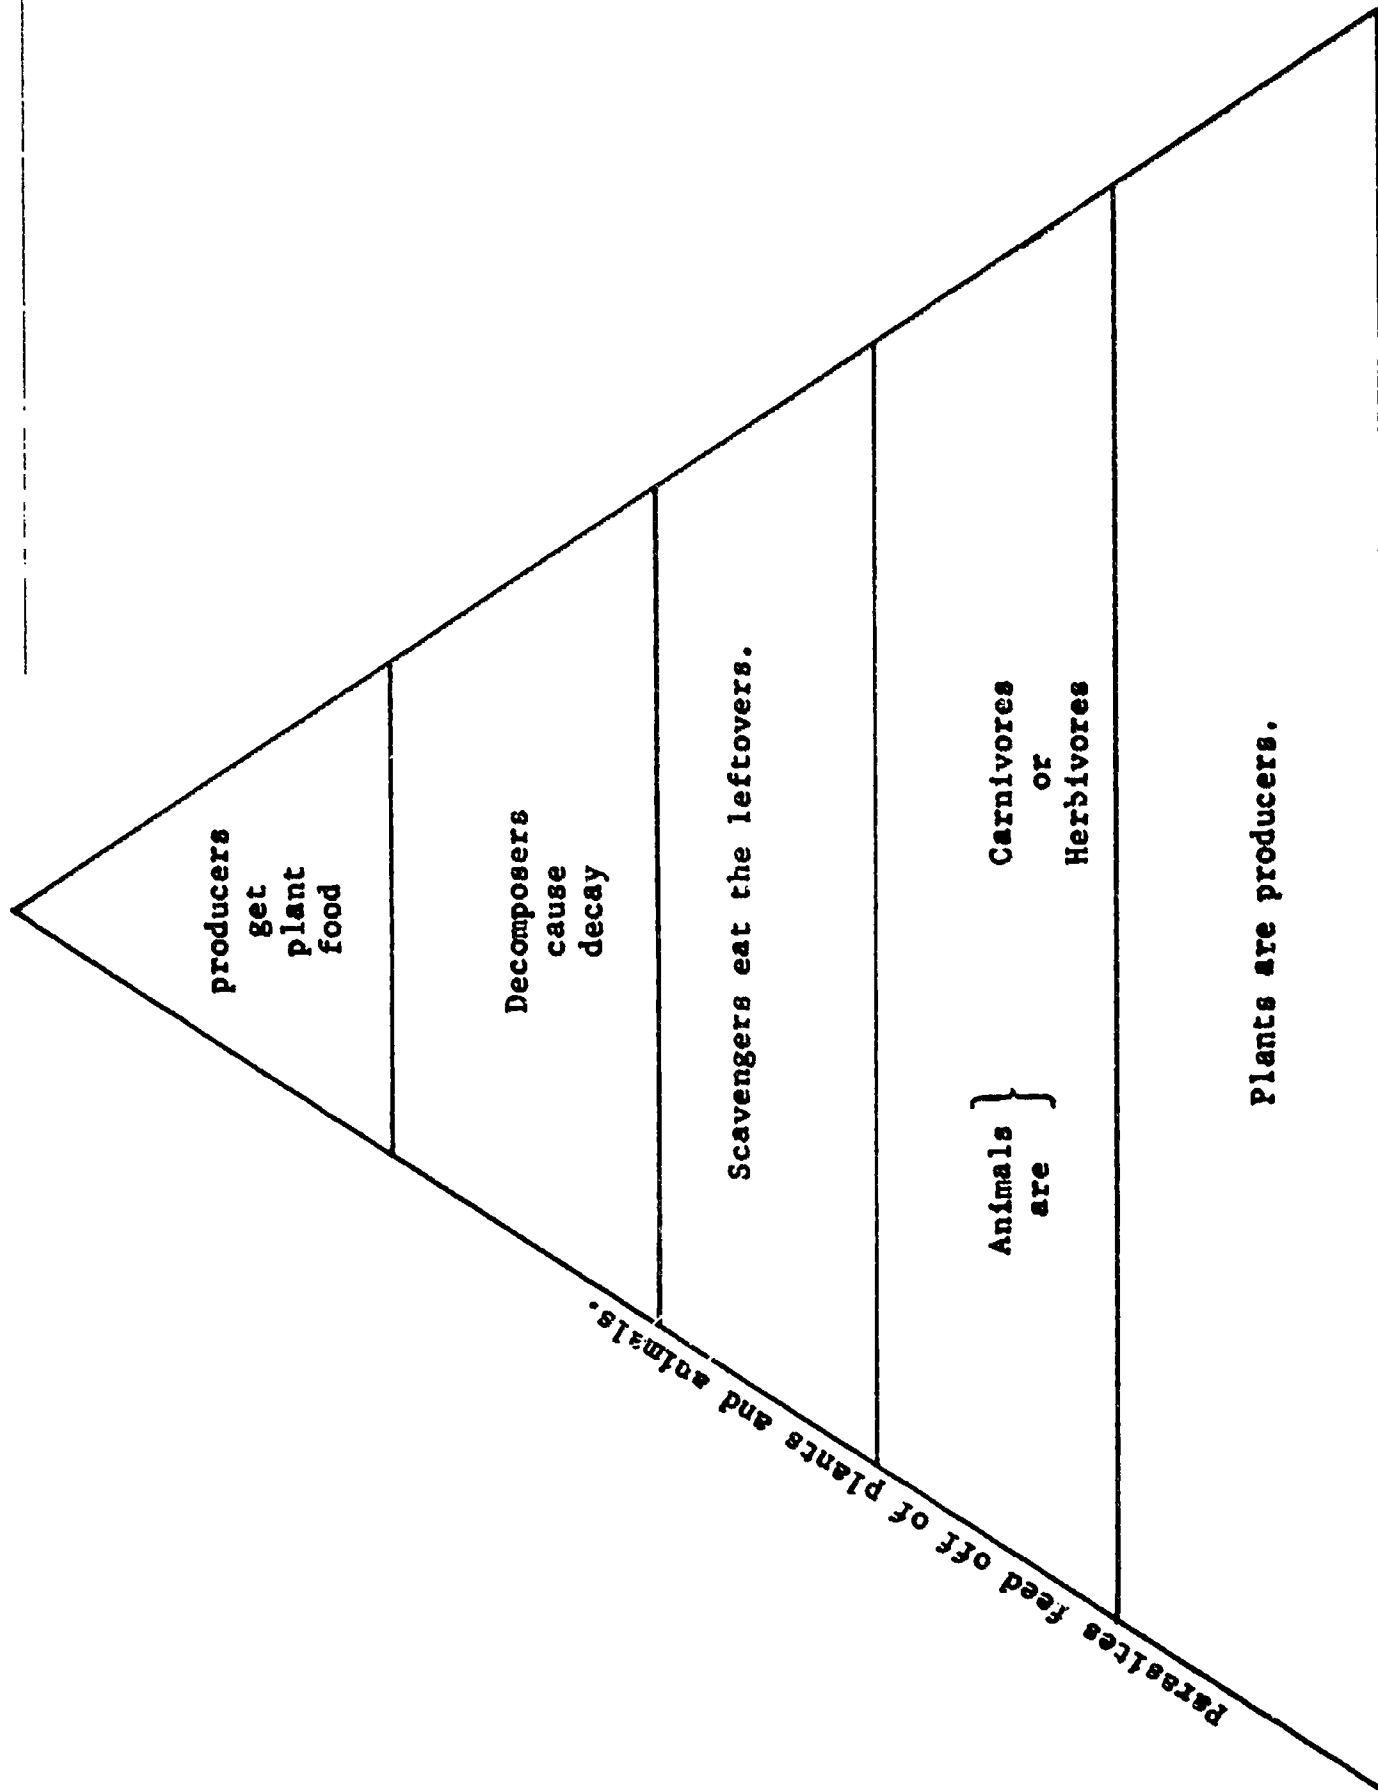 producers
get
plant
food
Decomposers
cause
decay
Scavengers eat the leftovers.
Animals } Carnivores
are or
Herbivores
Plants are producers.
Parasites feed off of plants and animals.